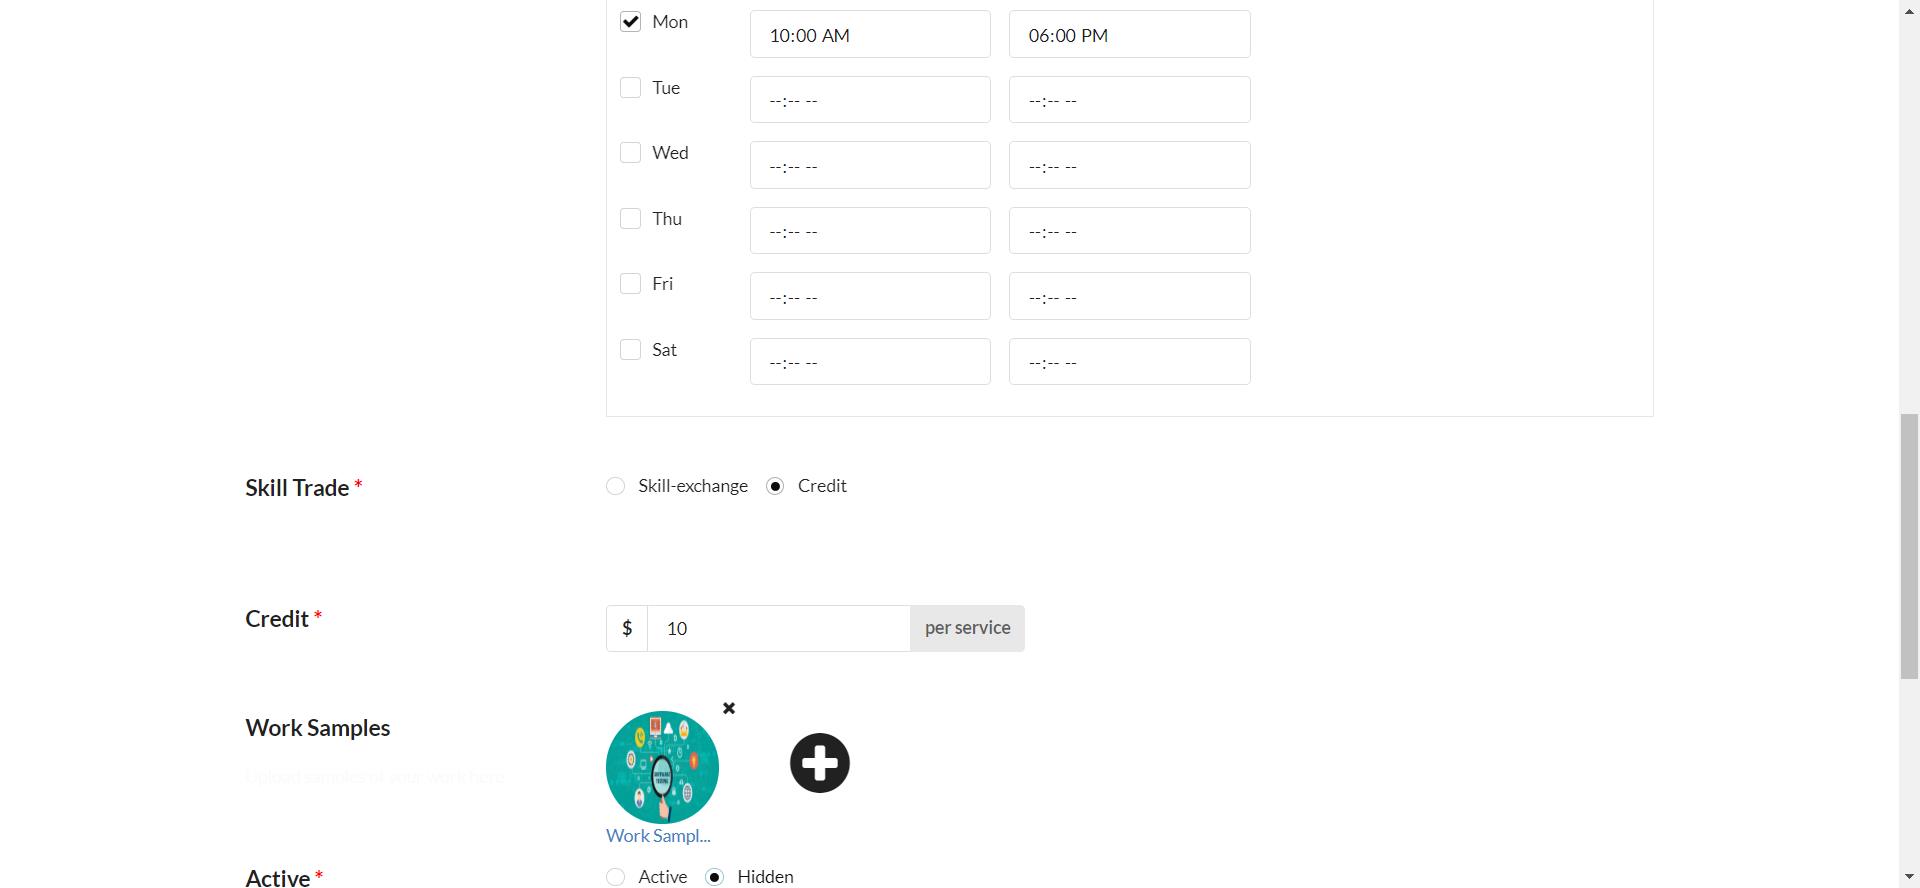 Mon 10:00 AM 06:00 PM
Tue --:-- -- --:-- --
Wed --:-- -- --:-- --
Thu --:-- -- --:-- --
Fri --:-- -- --:-- --
Sat --:-- -- --:-- --
Skill Trade * Skill-exchange Credit
Credit * $ 10 per service
Work Samples
Upload samples of your work here
Work Sampl...
Active * Active Hidden